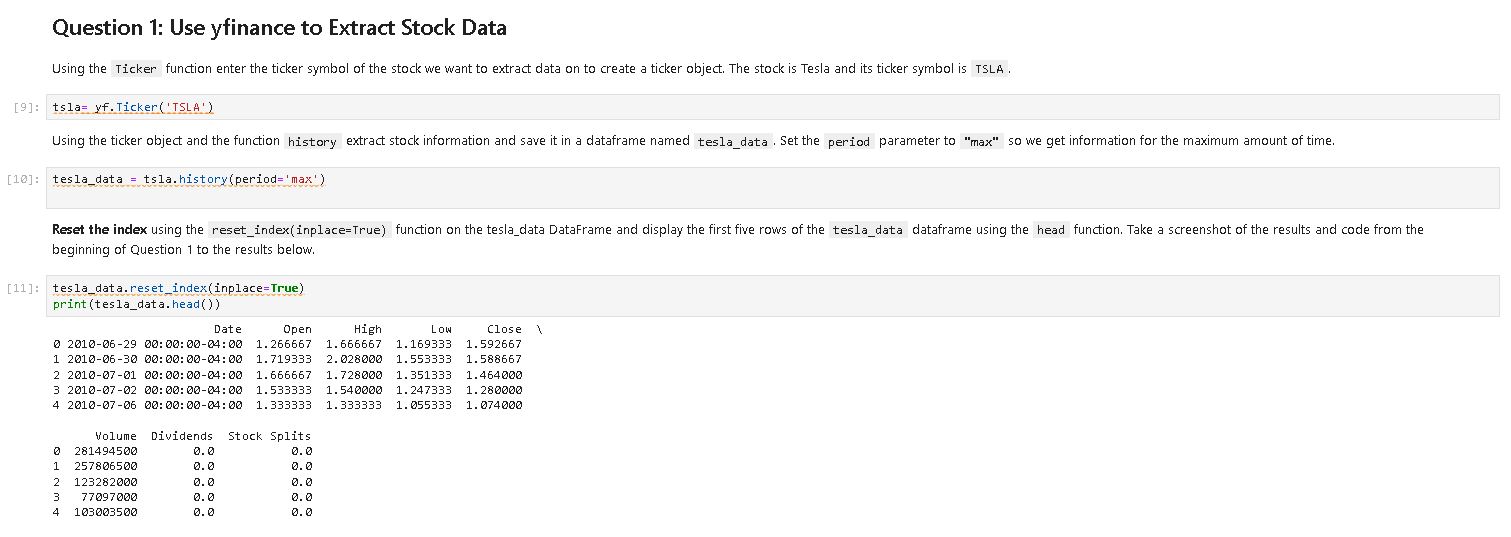 Question 1: Use yfinance to Extract Stock Data
Using the Ticker function enter the ticker symbol of the stock we want to extract data on to create a ticker object. The stock is Tesla and its ticker symbol is TSLA .
[9]: tsla= yf.Ticker('TSLA')
Using the ticker object and the function history extract stock information and save it in a dataframe named tesla_data . Set the period parameter to "max" so we get information for the maximum amount of time.
[10]: tesla_data = tsla.history(period='max')
Reset the index using the reset_index(inplace=True) function on the tesla_data DataFrame and display the first five rows of the tesla_data dataframe using the head function. Take a screenshot of the results and code from the
beginning of Question 1 to the results below.
[11]: tesla_data.reset_index(inplace=True)
print(tesla_data.head())
Date Open High Low Close \
0 2010-06-29 00:00:00-04:00 1.266667 1.666667 1.169333 1.592667
1 2010-06-30 00:00:00-04:00 1.719333 2.028000 1.553333 1.588667
2 2010-07-01 00:00:00-04:00 1.666667 1.728000 1.351333 1.464000
3 2010-07-02 00:00:00-04:00 1.533333 1.540000 1.247333 1.280000
4 2010-07-06 00:00:00-04:00 1.333333 1.333333 1.055333 1.074000
Volume Dividends Stock Splits
0 281494500 0.0 0.0
1 257806500 0.0 0.0
2 123282000 0.0 0.0
3 77097000 0.0 0.0
4 103003500 0.0 0.0